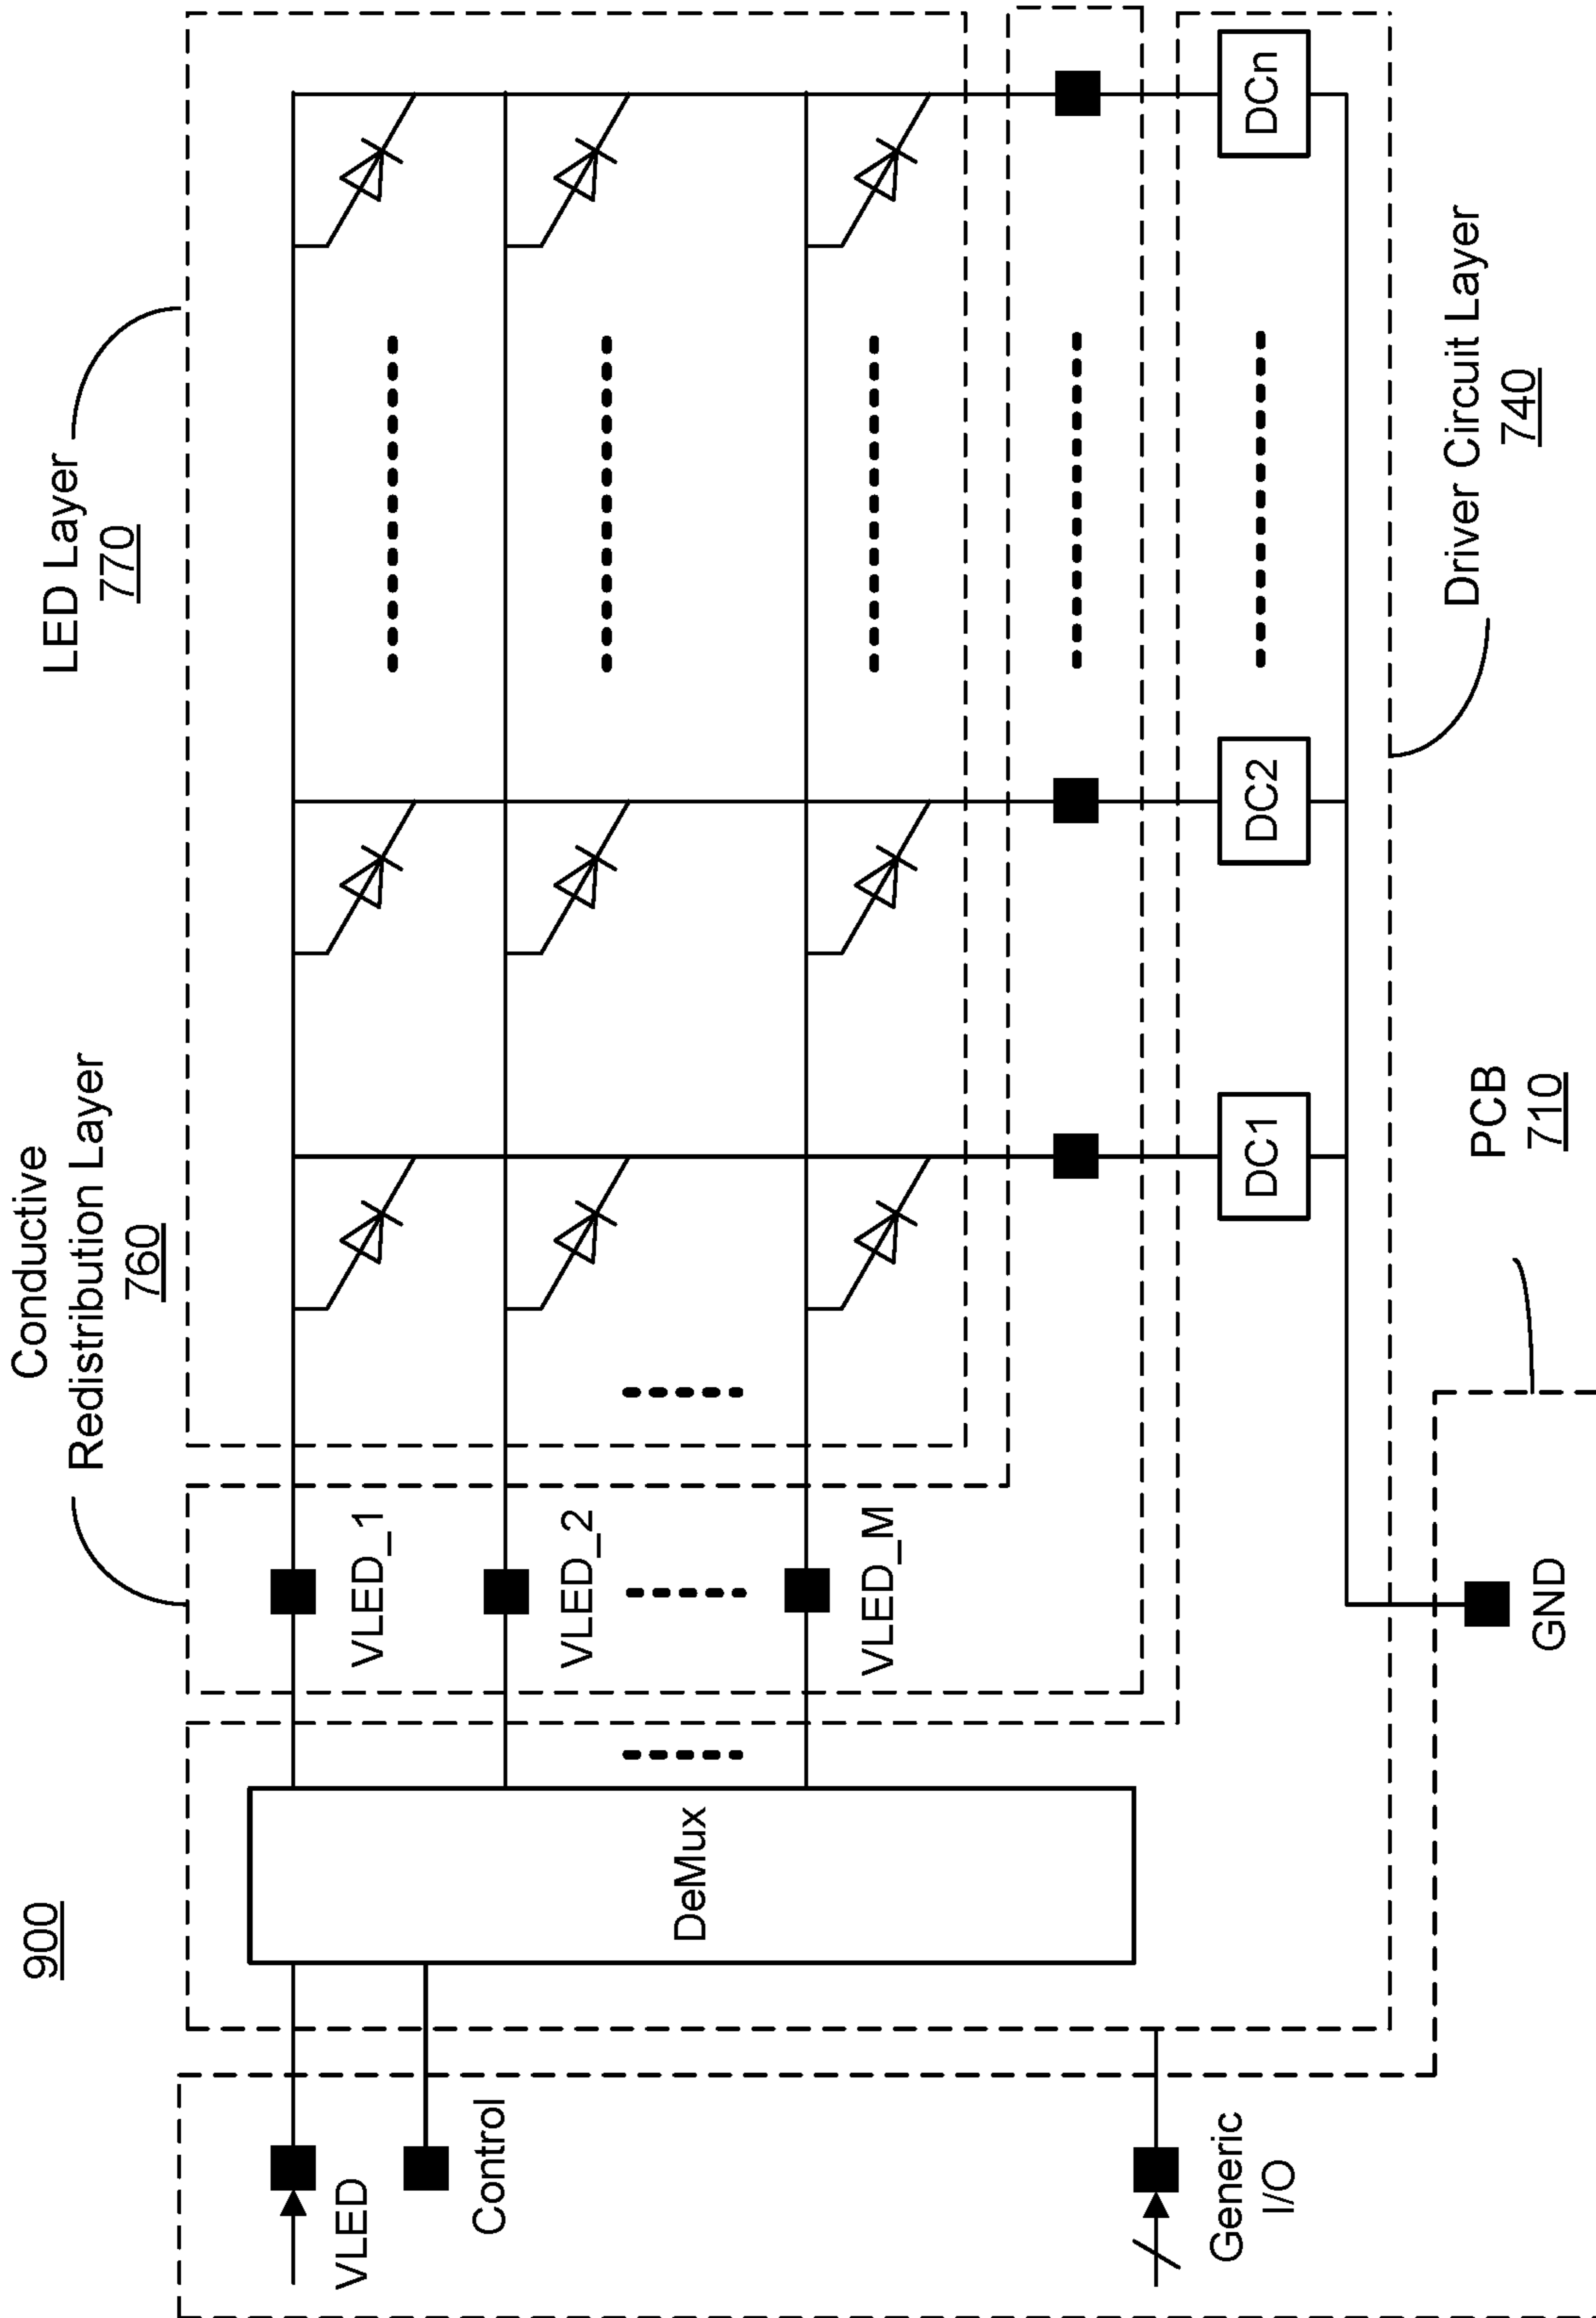 900
Conductive
Redistribution Layer
760
LED Layer
770
VLED
Control
Generic
I/O
DeMux
VLED_1
VLED_2
VLED_M
DC1
DC2
DCn
GND
PCB
710
Driver Circuit Layer
740